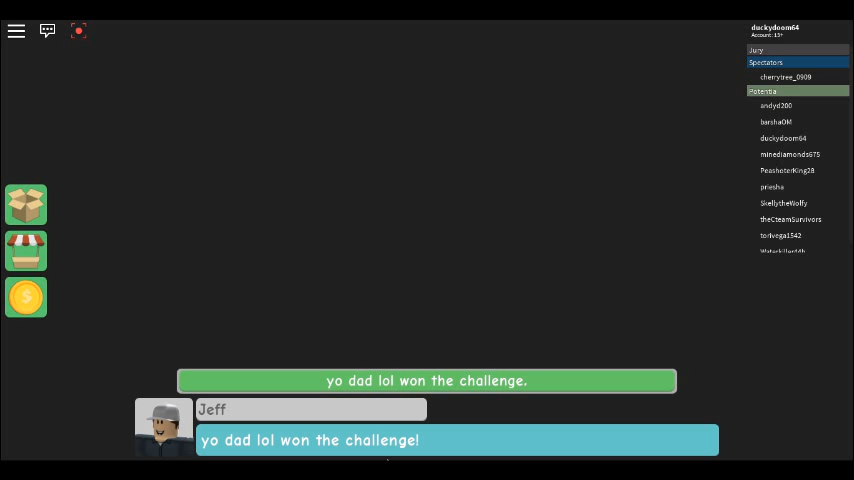 duckydoom64
Account: 13+
Jury
Spectators
cherrytree_0909
Potentia
andyd200
barshaOM
duckydoom64
minediamonds675
PeashoterKing28
priesha
SkellytheWolfy
theCteamSurvivors
torivega1542
yo dad lol won the challenge.
Jeff
yo dad lol won the challenge!